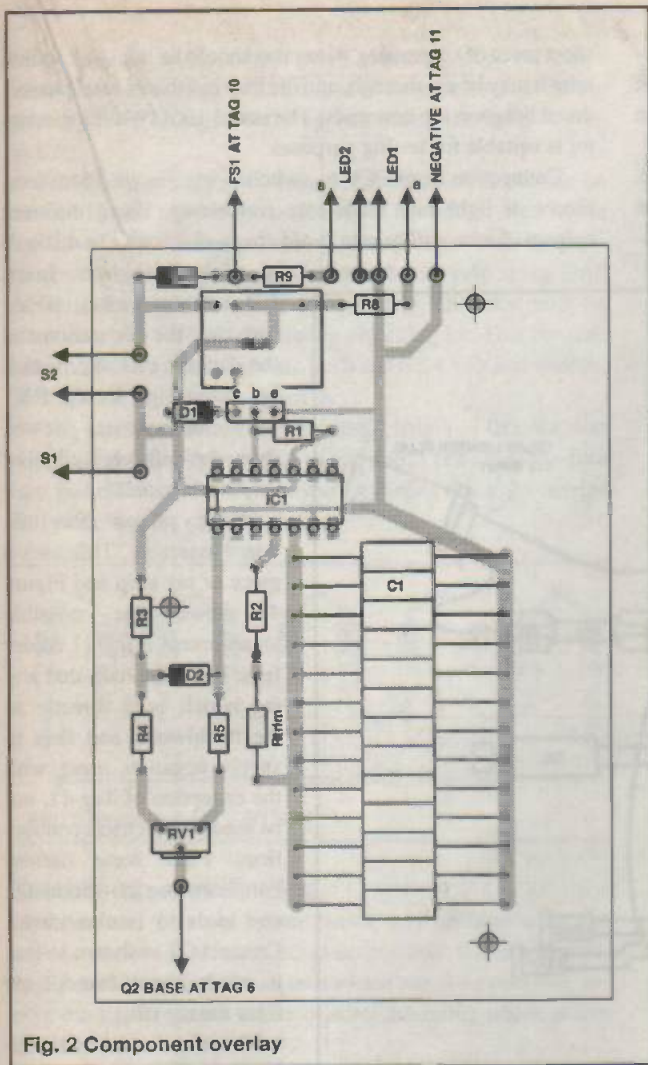 FS1 AT TAG 10
a
LED2
LED1
a
NEGATIVE AT TAG 11
S2
S1
R9
R8
D1
c b e
R1
IC1
C1
R3
R2
D2
R4
R5
Rtrim
RV1
Q2 BASE AT TAG 6
Fig. 2 Component overlay